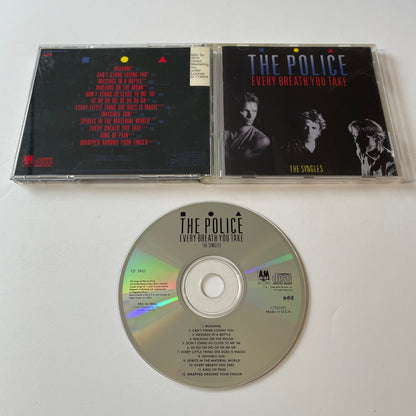 ROXANNE
CAN'T STAND LOSING YOU
MESSAGE IN A BOTTLE
WALKING ON THE MOON
DON'T STAND SO CLOSE TO ME '86
DE DO DO DO, DE DA DA DA
EVERY LITTLE THING SHE DOES IS MAGIC
INVISIBLE SUN
SPIRITS IN THE MATERIAL WORLD
EVERY BREATH YOU TAKE
KING OF PAIN
WRAPPED AROUND YOUR FINGER
THE POLICE
EVERY BREATH YOU TAKE
THE SINGLES
THE POLICE
EVERY BREATH YOU TAKE
THE SINGLES
CD 3902
A&M
Made in U.S.A.
1. ROXANNE
2. CAN'T STAND LOSING YOU
3. MESSAGE IN A BOTTLE
4. WALKING ON THE MOON
5. DON'T STAND SO CLOSE TO ME '86
6. DE DO DO DO, DE DA DA DA
7. EVERY LITTLE THING SHE DOES IS MAGIC
8. INVISIBLE SUN
9. SPIRITS IN THE MATERIAL WORLD
10. EVERY BREATH YOU TAKE
11. KING OF PAIN
12. WRAPPED AROUND YOUR FINGER